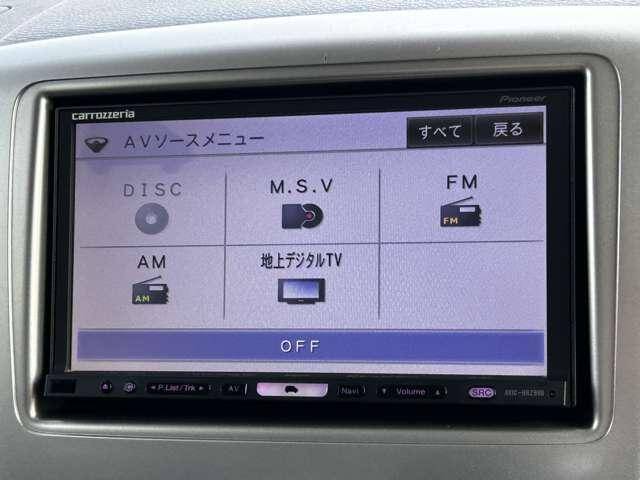 carrozzeria
Pioneer
AVソースメニュー
すべて
戻る
DISC
M.S.V
FM
FM
AM
地上デジタルTV
AM
OFF
P.List/Trk
AV
Navi
Volume
SRC